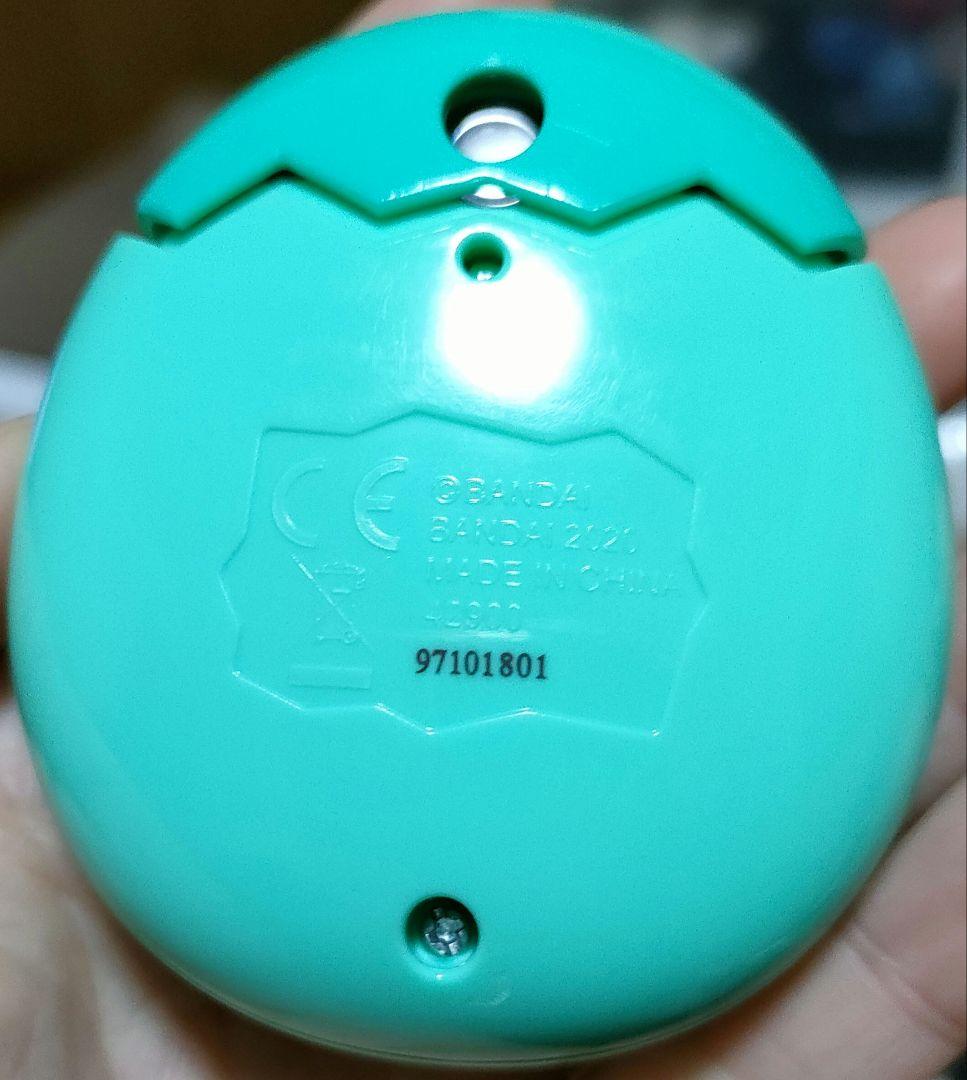 CE
©BANDAI
BANDAI 2020
MADE IN CHINA
42900
97101801